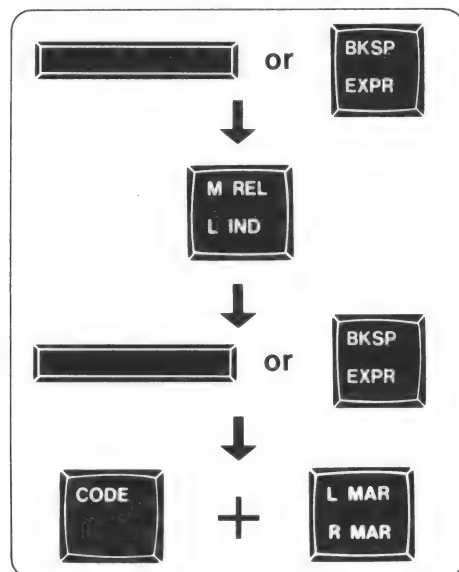 or BKSP
EXPR
M REL
L IND
or BKSP
EXPR
CODE + L MAR
R MAR